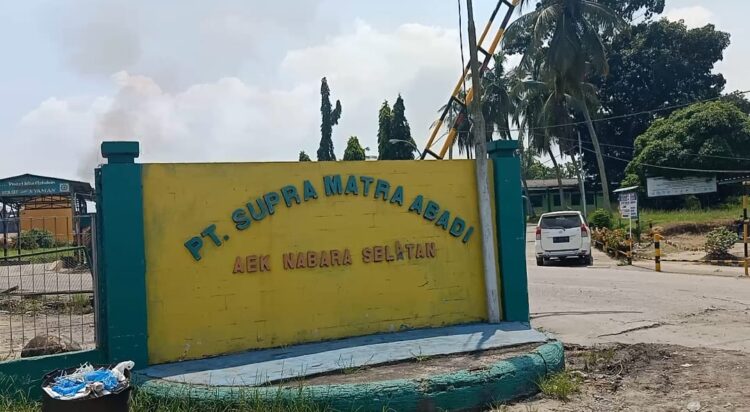 PT. SUPRA MATRA ABADI
AEK NABARA SELATAN